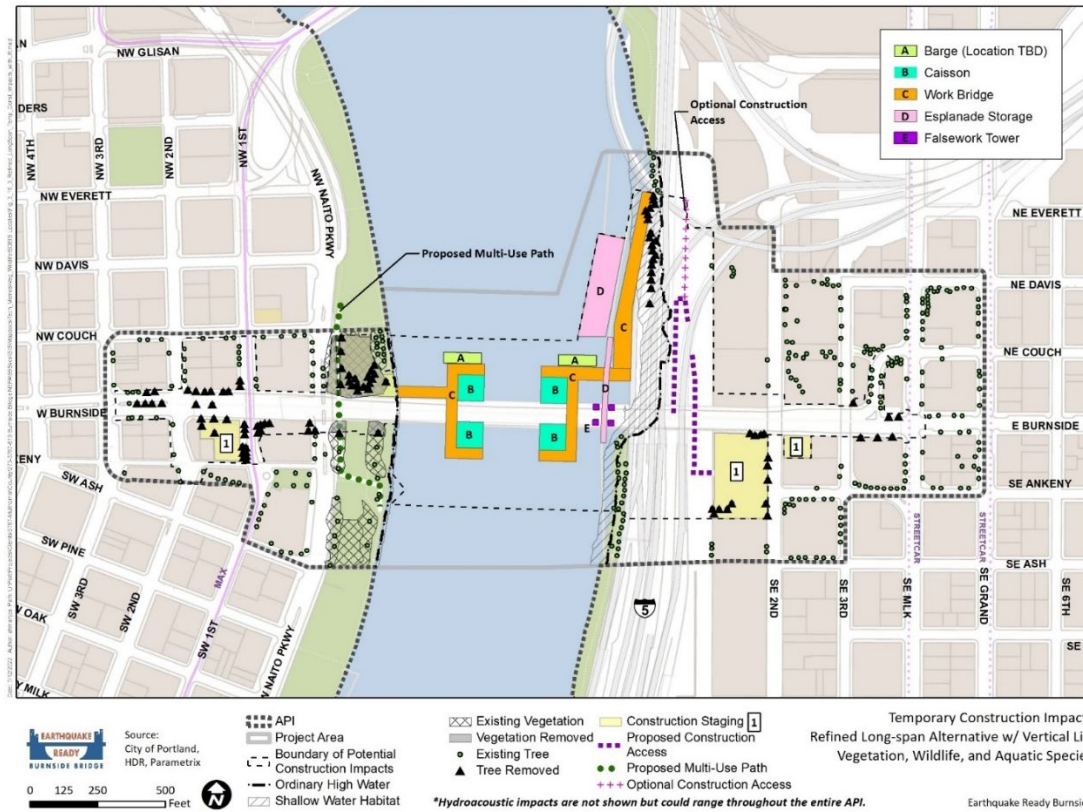 NW GLISAN
NW 4TH
NW 3RD
NW 2ND
NW 1ST
NW NAITO PKWY
NW EVERETT
NW DAVIS
NW COUCH
W BURNSIDE
SW ASH
SW PINE
SW 3RD
SW 2ND
MAX
SW 1ST
NW NAITO PKWY
Proposed Multi-Use Path
Optional Construction
Access
A Barge (Location TBD)
B Caisson
C Work Bridge
D Esplanade Storage
E Falsework Tower
NE EVERETT
NE DAVIS
NE COUCH
E BURNSIDE
SE ANKENY
SE ASH
SE 2ND
SE 3RD
SE MLK
STREETCAR
SE GRAND
STREETCAR
SE 6TH
SE
A
A
B
B
B
B
C
C
C
D
D
E
1
1
1
5
EARTHQUAKE
READY
BURNSIDE BRIDGE
Source:
City of Portland,
HDR, Parametrix
0 125 250 500
Feet
N
API
Project Area
Boundary of Potential
Construction Impacts
Ordinary High Water
Shallow Water Habitat
Existing Vegetation
Vegetation Removed
Existing Tree
Tree Removed
Construction Staging 1
Proposed Construction
Access
Proposed Multi-Use Path
Optional Construction Access
*Hydroacoustic impacts are not shown but could range throughout the entire API.
Temporary Construction Impac
Refined Long-span Alternative w/ Vertical Li
Vegetation, Wildlife, and Aquatic Specie
Earthquake Ready Burnsid